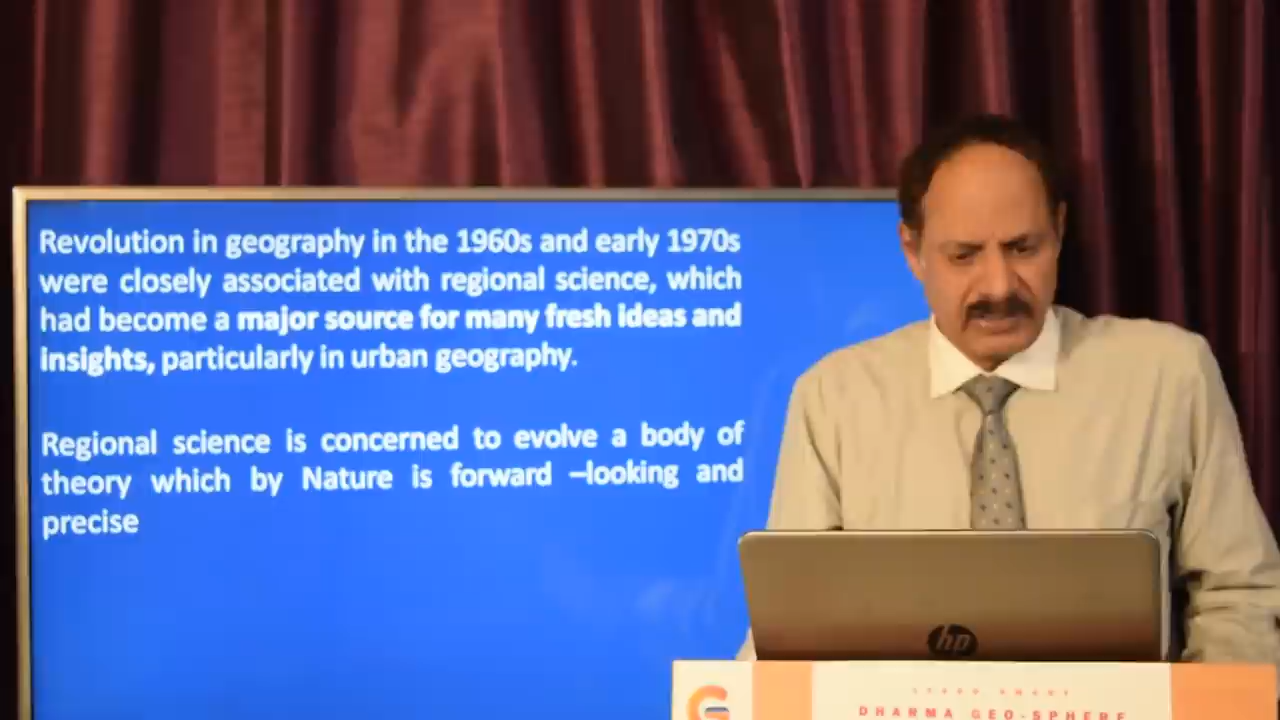 Revolution in geography in the 1960s and early 1970s
were closely associated with regional science, which
had become a major source for many fresh ideas and
insights, particularly in urban geography.
Regional science is concerned to evolve a body of
theory which by Nature is forward –looking and
precise
hp
DHARMA GEO-SPHERE